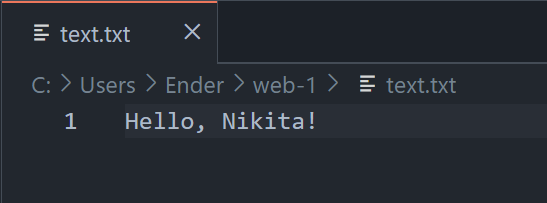 text.txt
C: > Users > Ender > web-1 > text.txt
1 Hello, Nikita!